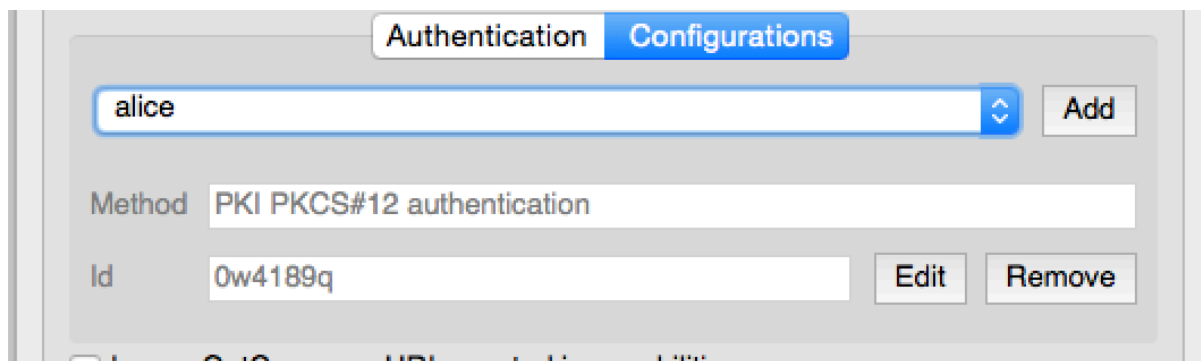 Authentication Configurations
alice Add
Method PKI PKCS#12 authentication
Id 0w4189q Edit Remove